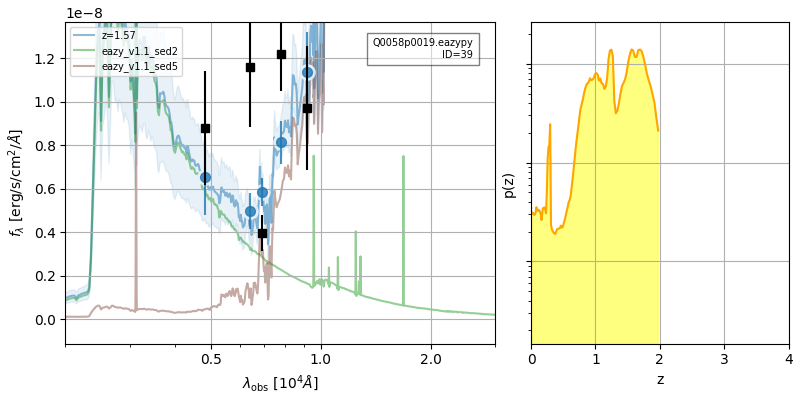 1e−8
z=1.57
eazy_v1.1_sed2
eazy_v1.1_sed5
Q0058p0019.eazypy
ID=39
1.2
1.0
0.8
0.6
0.4
0.2
0.0
fλ [erg/s/cm²/Å]
0.5
1.0
2.0
λobs [10⁴Å]
p(z)
0
1
2
3
4
z